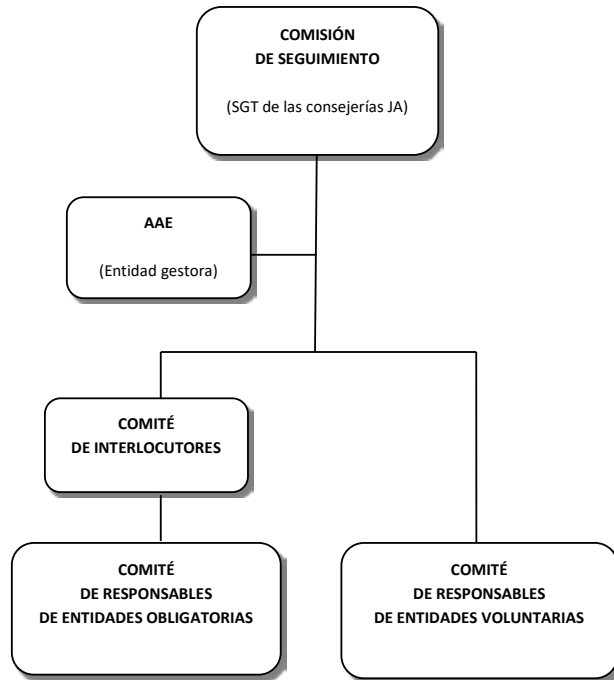 COMISIÓN
DE SEGUIMIENTO
(SGT de las consejerías JA)
AAE
(Entidad gestora)
COMITÉ
DE INTERLOCUTORES
COMITÉ
DE RESPONSABLES
DE ENTIDADES OBLIGATORIAS
COMITÉ
DE RESPONSABLES
DE ENTIDADES VOLUNTARIAS